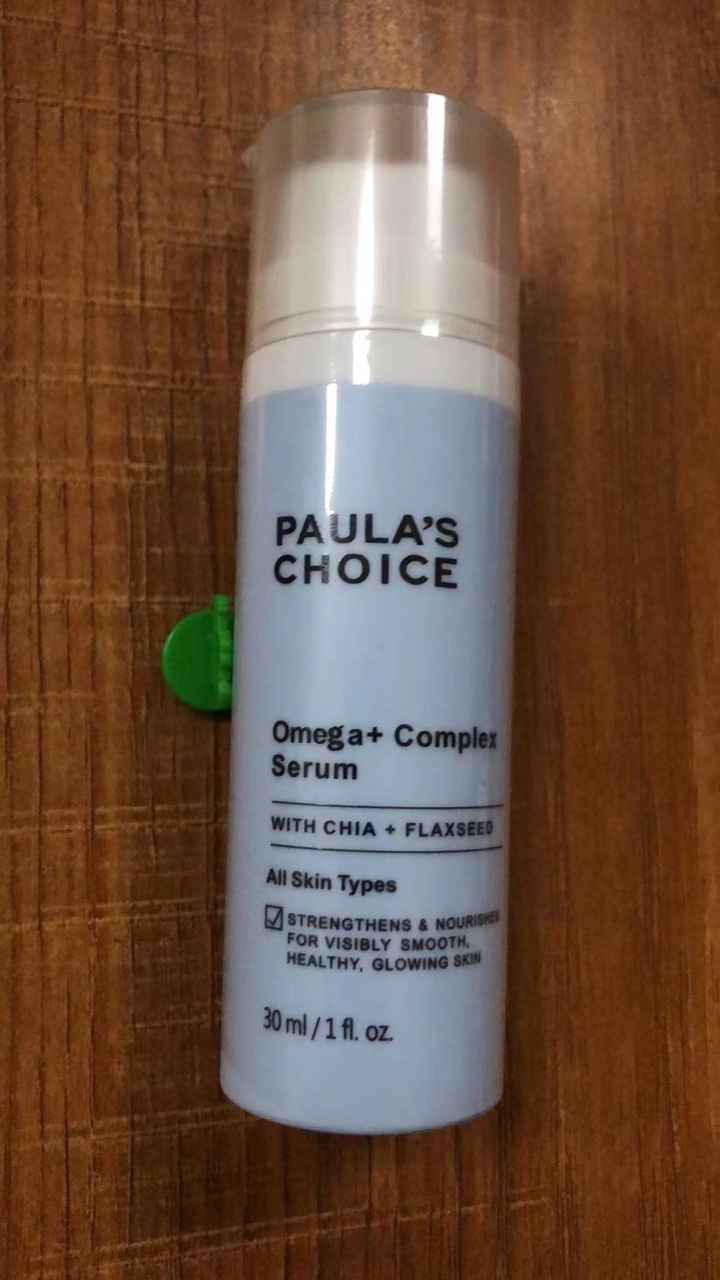 PAULA'S
CHOICE
Omega+ Complex
Serum
WITH CHIA + FLAXSEED
All Skin Types
STRENGTHENS & NOURISHES
FOR VISIBLY SMOOTH,
HEALTHY, GLOWING SKIN
30 ml / 1 fl. oz.